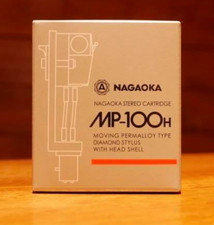 NAGAOKA
NAGAOKA STEREO CARTRIDGE
MP-100H
MOVING PERMALLOY TYPE
DIAMOND STYLUS
WITH HEAD SHELL